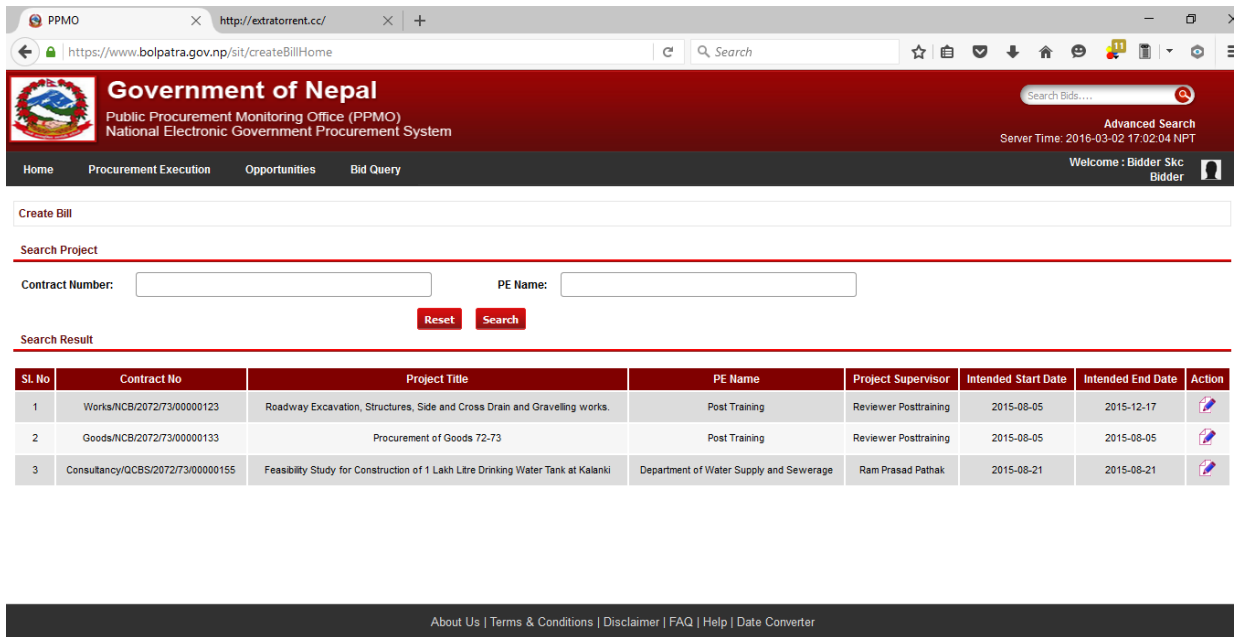 PPMO
http://extratorrent.cc/
https://www.bolpatra.gov.np/sit/createBillHome
Search
11
Government of Nepal
Public Procurement Monitoring Office (PPMO)
National Electronic Government Procurement System
Search Bids....
Advanced Search
Server Time: 2016-03-02 17:02:04 NPT
Home Procurement Execution Opportunities Bid Query
Welcome : Bidder Skc
Bidder
Create Bill
Search Project
Contract Number: PE Name:
Reset Search
Search Result
Sl. No Contract No Project Title PE Name Project Supervisor Intended Start Date Intended End Date Action
1 Works/NCB/2072/73/00000123 Roadway Excavation, Structures, Side and Cross Drain and Gravelling works. Post Training Reviewer Posttraining 2015-08-05 2015-12-17
2 Goods/NCB/2072/73/00000133 Procurement of Goods 72-73 Post Training Reviewer Posttraining 2015-08-05 2015-08-05
3 Consultancy/QCBS/2072/73/00000155 Feasibility Study for Construction of 1 Lakh Litre Drinking Water Tank at Kalanki Department of Water Supply and Sewerage Ram Prasad Pathak 2015-08-21 2015-08-21
About Us | Terms & Conditions | Disclaimer | FAQ | Help | Date Converter